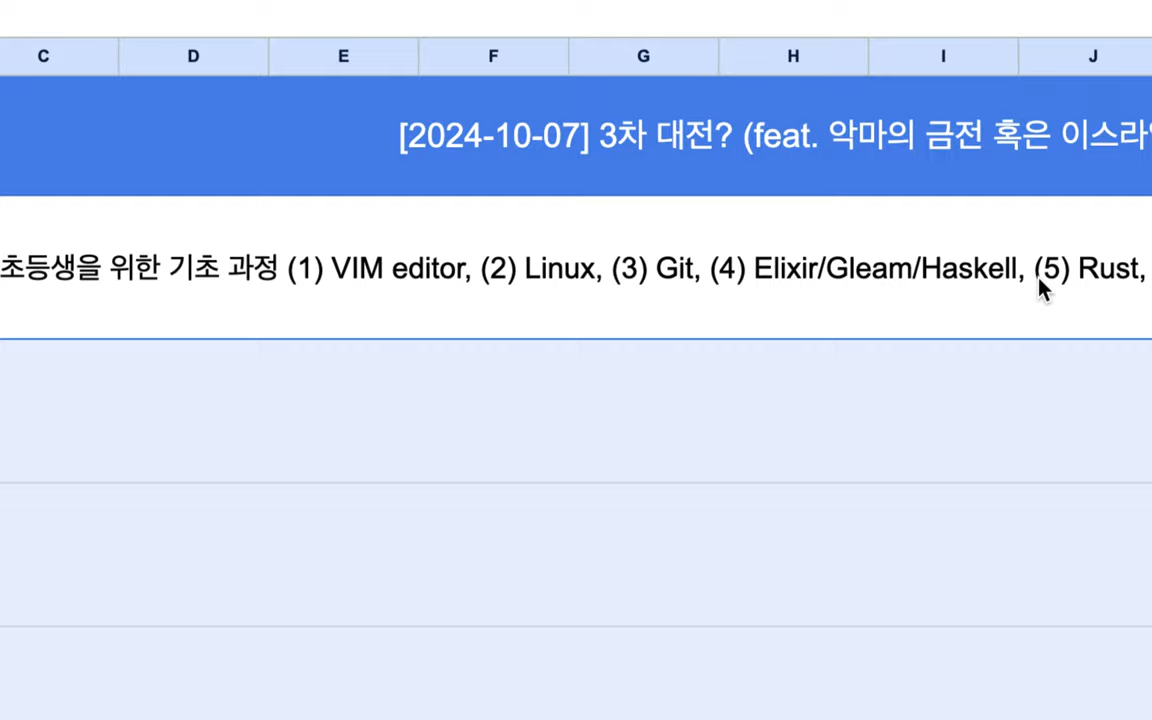 C D E F G H I J
[2024-10-07] 3차 대전? (feat. 악마의 금전 혹은 이스라
초등생을 위한 기초 과정 (1) VIM editor, (2) Linux, (3) Git, (4) Elixir/Gleam/Haskell, (5) Rust,